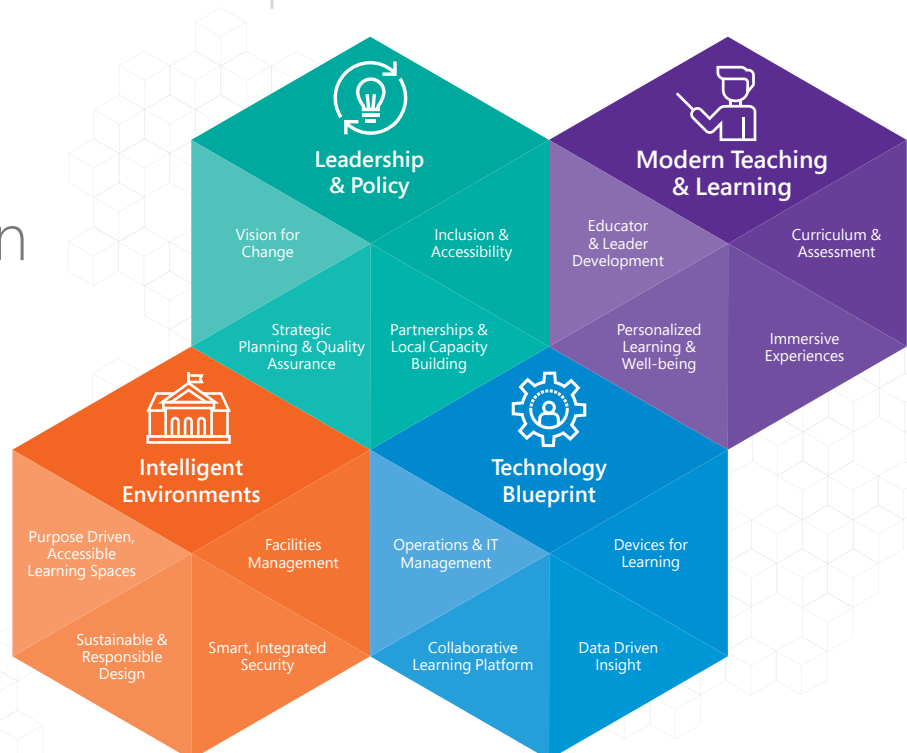 n
Leadership
& Policy
Vision for
Change
Inclusion &
Accessibility
Strategic
Planning & Quality
Assurance
Partnerships &
Local Capacity
Building
Modern Teaching
& Learning
Educator
& Leader
Development
Curriculum &
Assessment
Personalized
Learning &
Well-being
Immersive
Experiences
Intelligent
Environments
Purpose Driven,
Accessible
Learning Spaces
Facilities
Management
Sustainable &
Responsible
Design
Smart, Integrated
Security
Technology
Blueprint
Operations & IT
Management
Devices for
Learning
Collaborative
Learning Platform
Data Driven
Insight